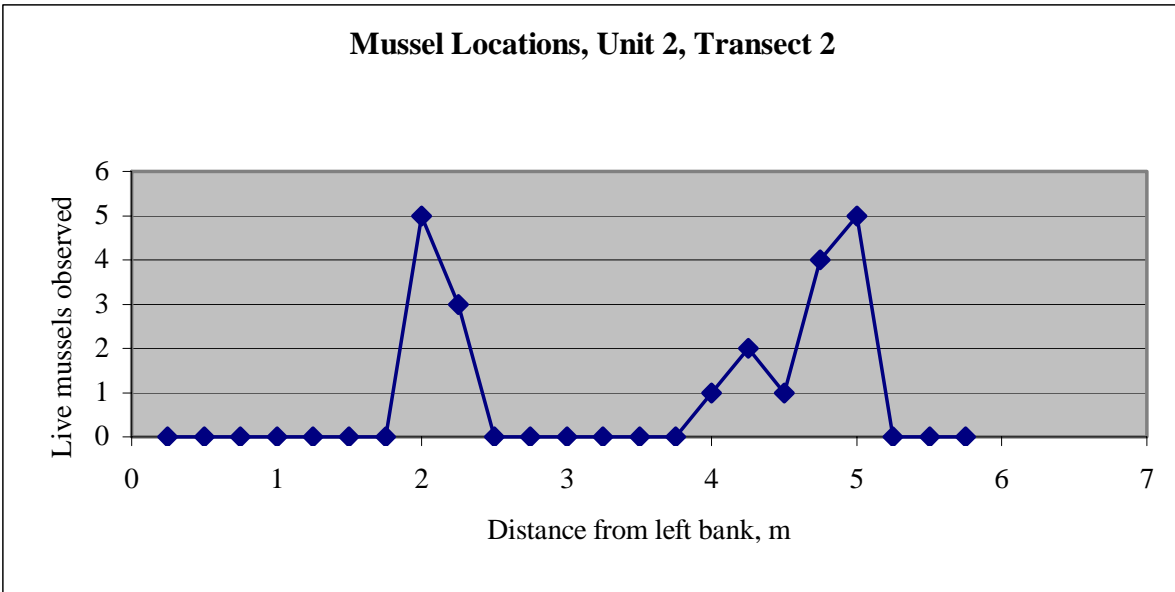 Mussel Locations, Unit 2, Transect 2
Live mussels observed
6
5
4
3
2
1
0
0 1 2 3 4 5 6 7
Distance from left bank, m